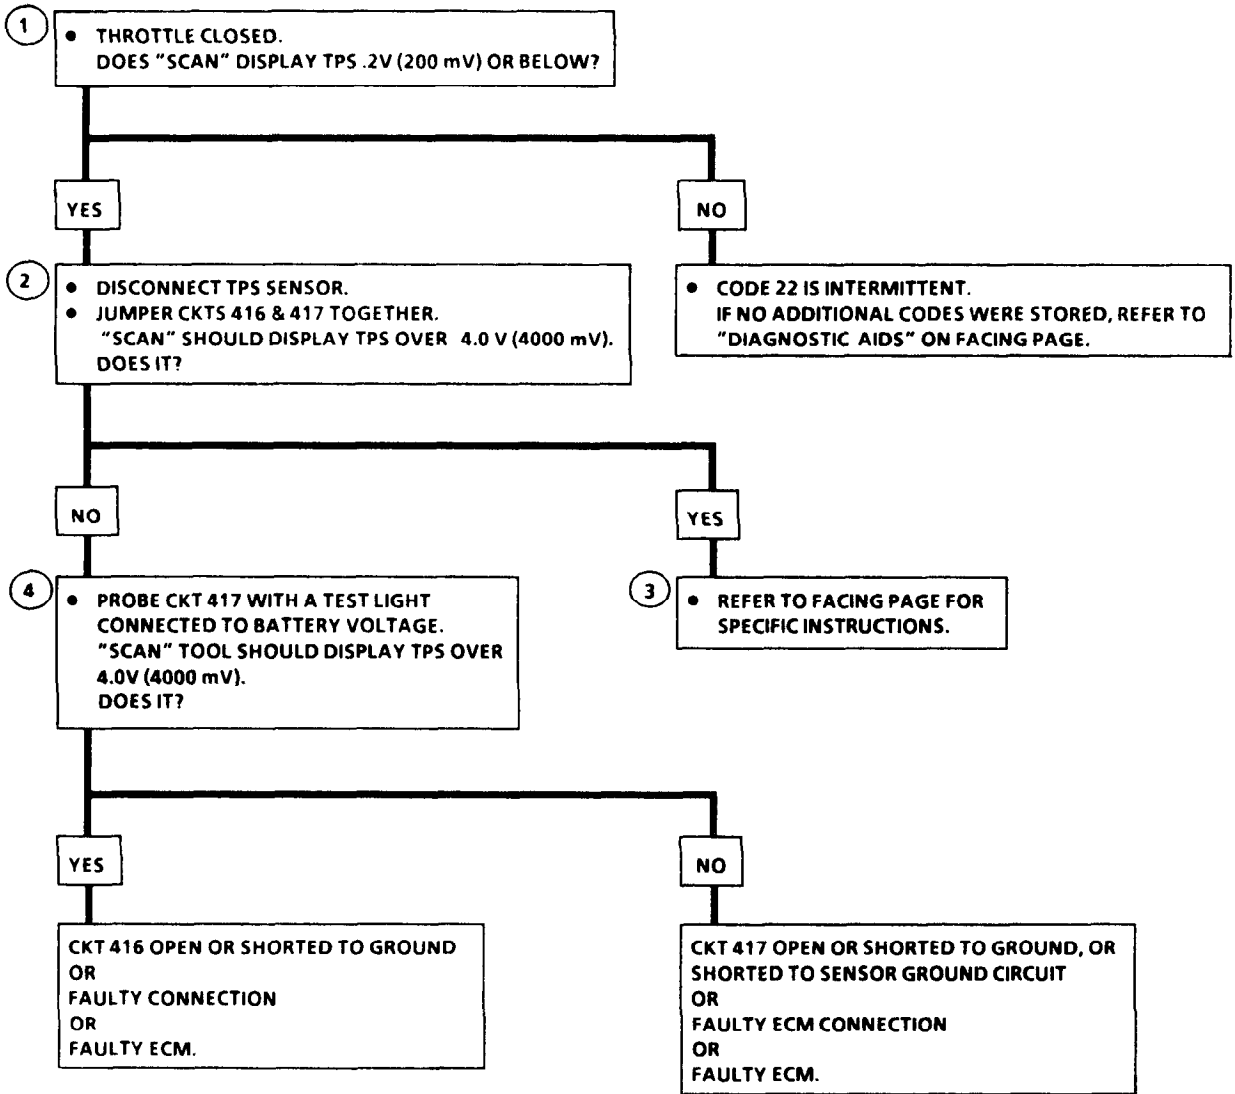 1
• THROTTLE CLOSED.
DOES "SCAN" DISPLAY TPS .2V (200 mV) OR BELOW?
YES
NO
2
• DISCONNECT TPS SENSOR.
• JUMPER CKTS 416 & 417 TOGETHER.
"SCAN" SHOULD DISPLAY TPS OVER 4.0 V (4000 mV).
DOES IT?
• CODE 22 IS INTERMITTENT.
IF NO ADDITIONAL CODES WERE STORED, REFER TO
"DIAGNOSTIC AIDS" ON FACING PAGE.
NO
YES
4
• PROBE CKT 417 WITH A TEST LIGHT
CONNECTED TO BATTERY VOLTAGE.
"SCAN" TOOL SHOULD DISPLAY TPS OVER
4.0V (4000 mV).
DOES IT?
3
• REFER TO FACING PAGE FOR
SPECIFIC INSTRUCTIONS.
YES
NO
CKT 416 OPEN OR SHORTED TO GROUND
OR
FAULTY CONNECTION
OR
FAULTY ECM.
CKT 417 OPEN OR SHORTED TO GROUND, OR
SHORTED TO SENSOR GROUND CIRCUIT
OR
FAULTY ECM CONNECTION
OR
FAULTY ECM.